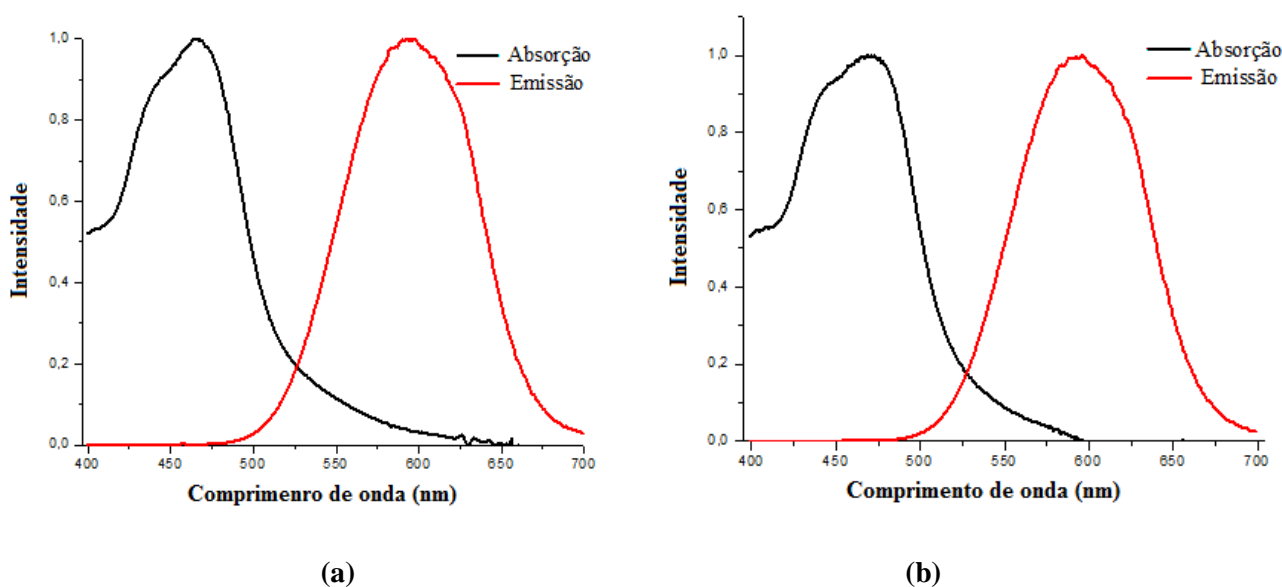 1,0
0,8
0,6
0,4
0,2
0,0
Intensidade
Absorção
Emissão
400 450 500 550 600 650 700
Comprimenro de onda (nm)
(a)
1,0
0,8
0,6
0,4
0,2
0,0
Intensidade
Absorção
Emissão
400 450 500 550 600 650 700
Comprimento de onda (nm)
(b)